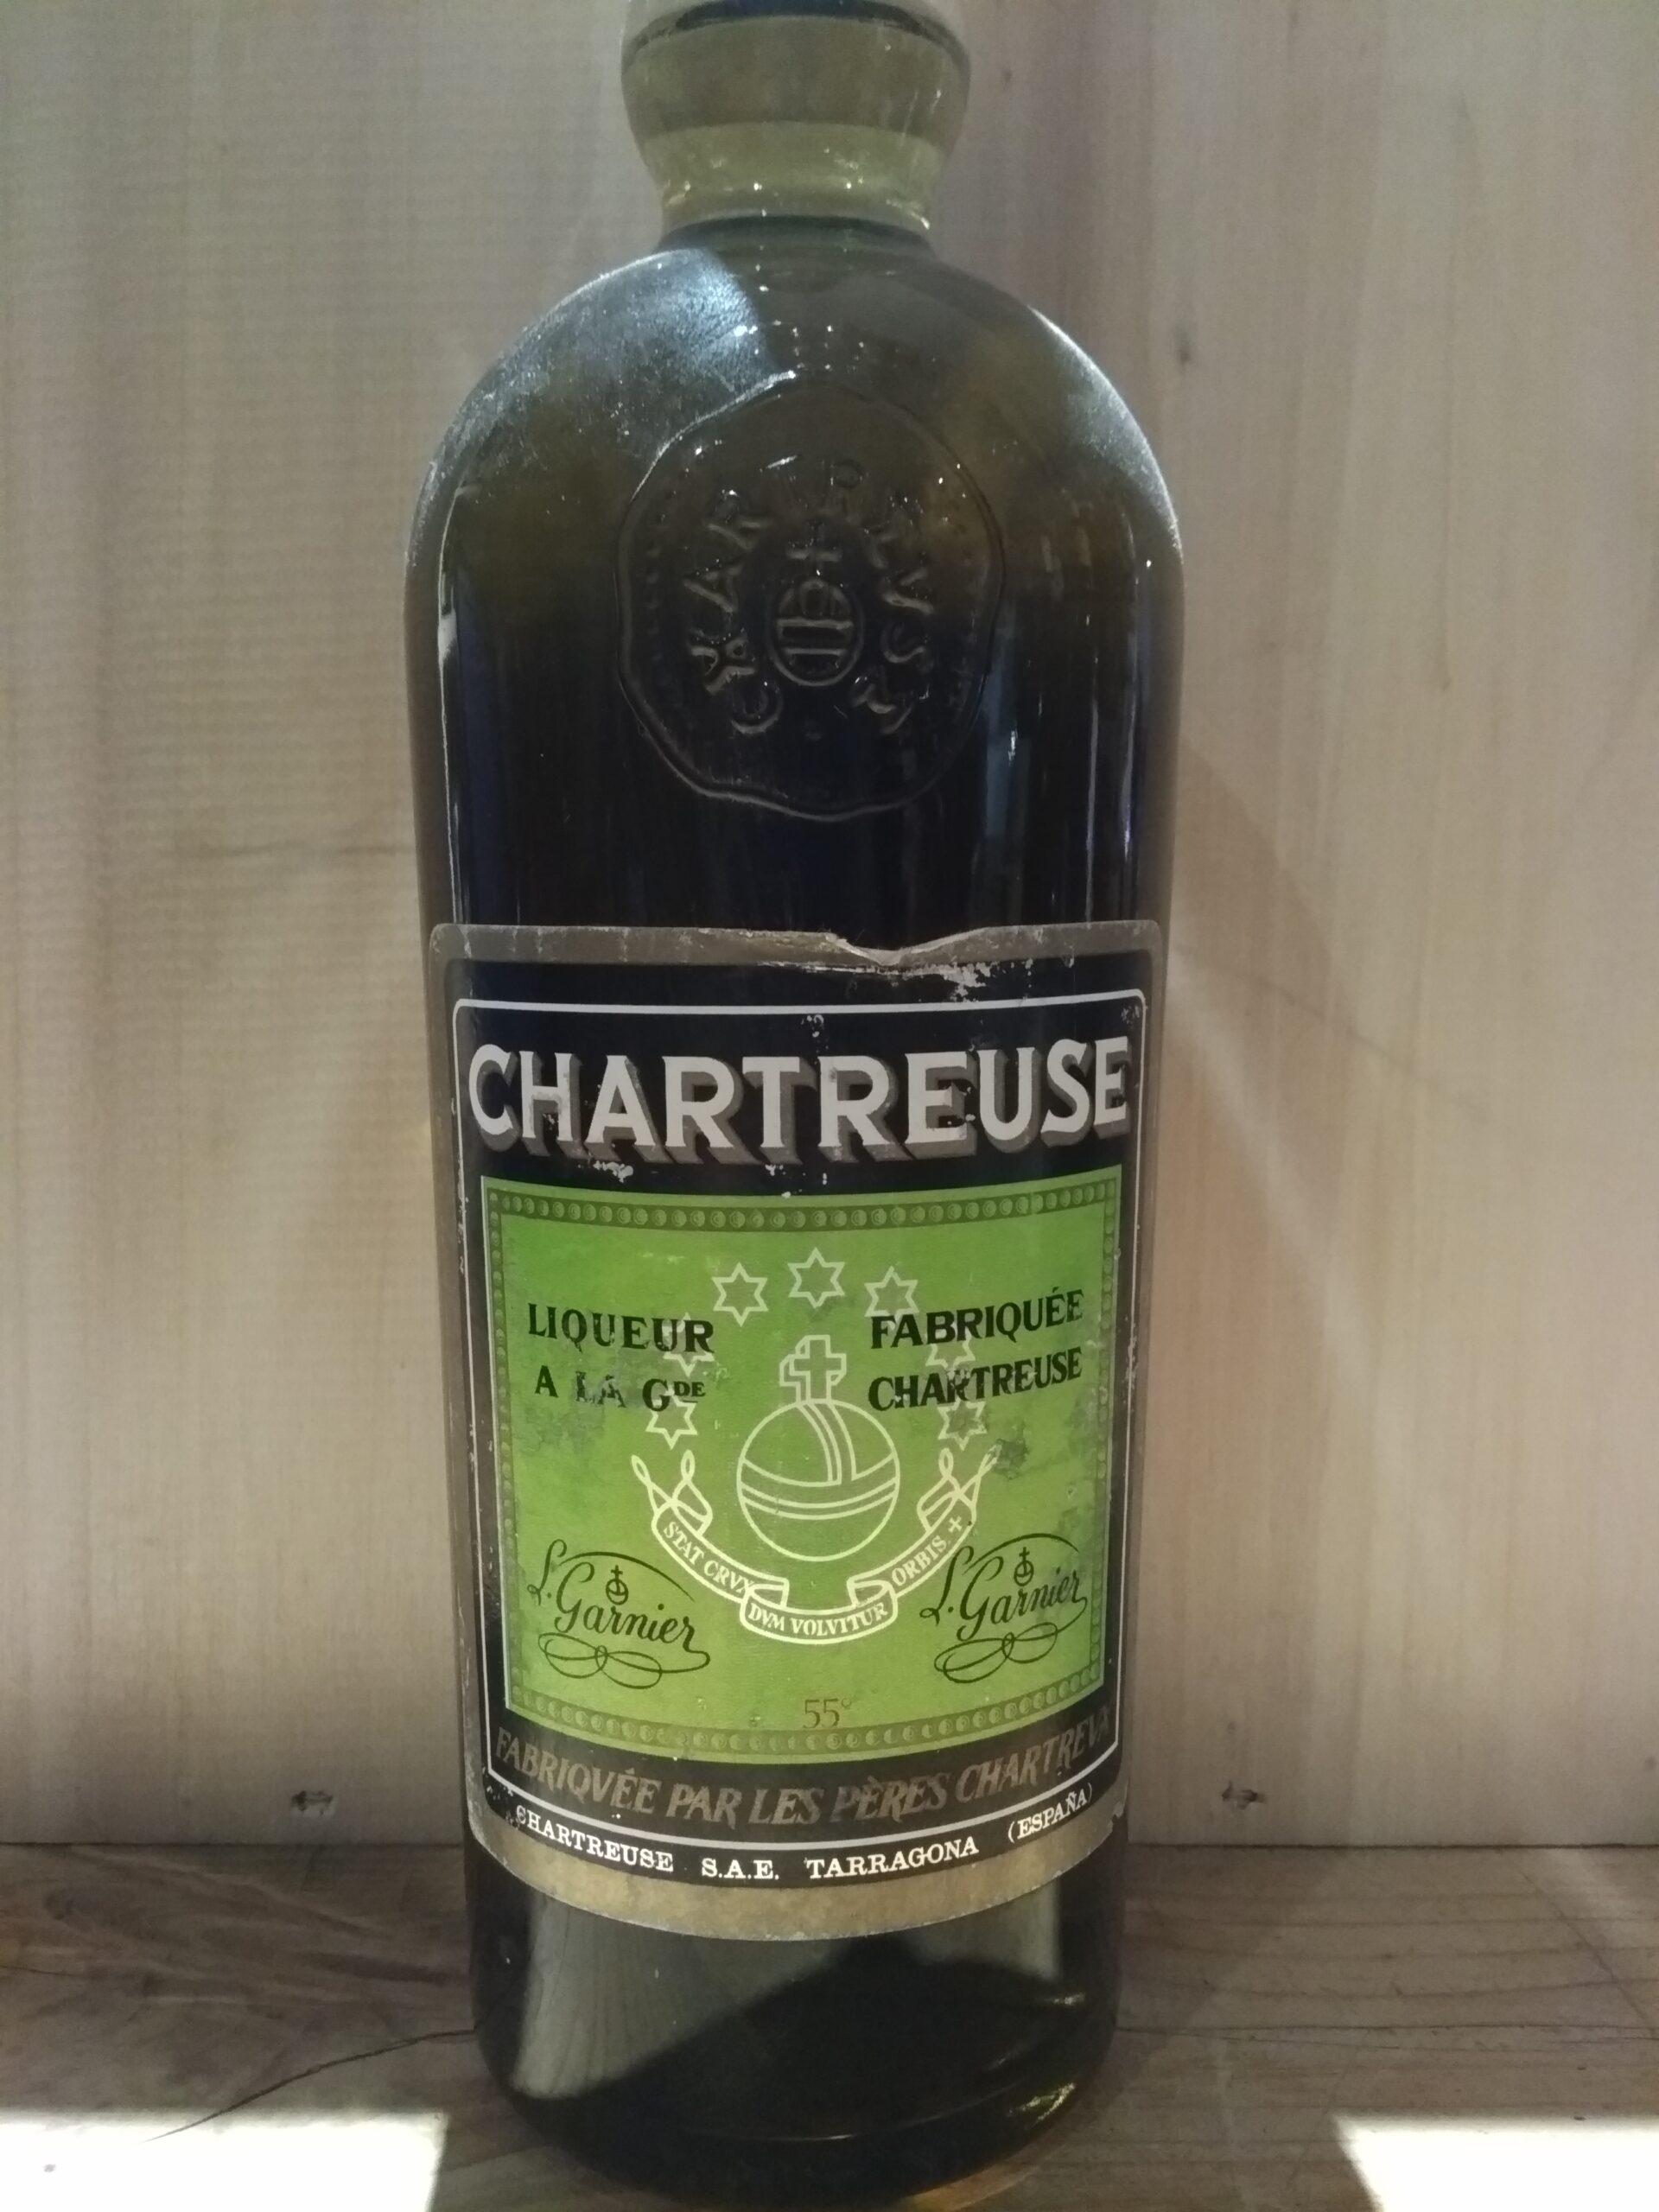 CHARTREVSE
CHARTREUSE
LIQUEUR FABRIQUÉE
A LA GDE CHARTREUSE
STAT CRVX DVM VOLVITUR ORBIS
L. Garnier L. Garnier
55°
FABRIQVÉE PAR LES PÈRES CHARTREVX
CHARTREUSE S.A.E. TARRAGONA (ESPAÑA)